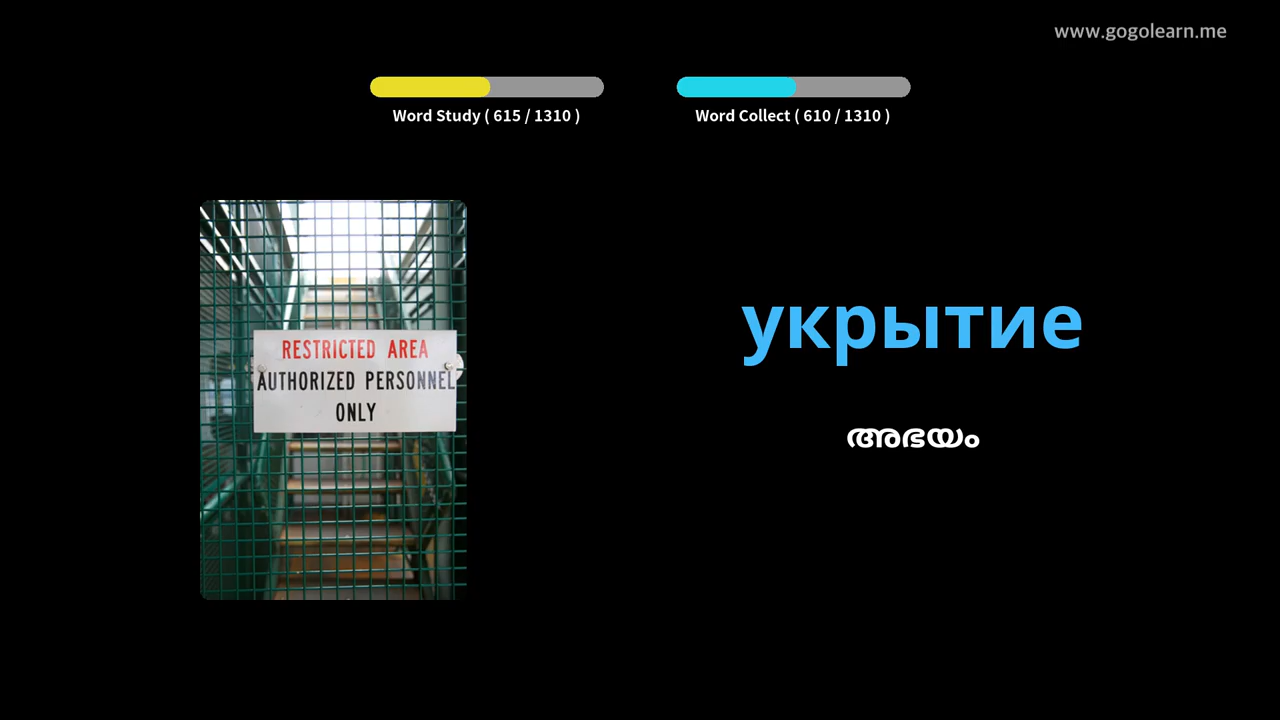 www.gogolearn.me
Word Study ( 615 / 1310 )
Word Collect ( 610 / 1310 )
RESTRICTED AREA
AUTHORIZED PERSONNEL
ONLY
укрытие
അഭയം